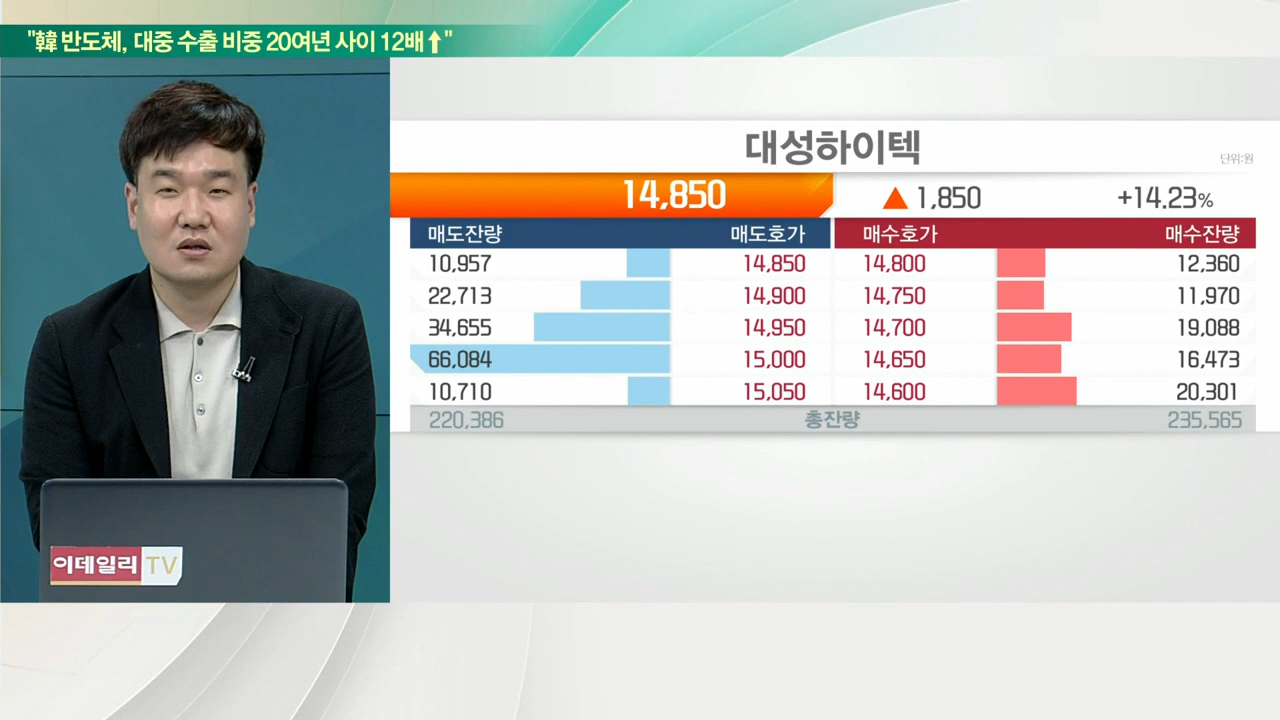 "韓 반도체, 대중 수출 비중 20여년 사이 12배⬆"
대성하이텍
단위:원
14,850 ▲ 1,850 +14.23%
매도잔량 매도호가 매수호가 매수잔량
10,957 14,850 14,800 12,360
22,713 14,900 14,750 11,970
34,655 14,950 14,700 19,088
66,084 15,000 14,650 16,473
10,710 15,050 14,600 20,301
220,386 총잔량 235,565
이데일리 TV